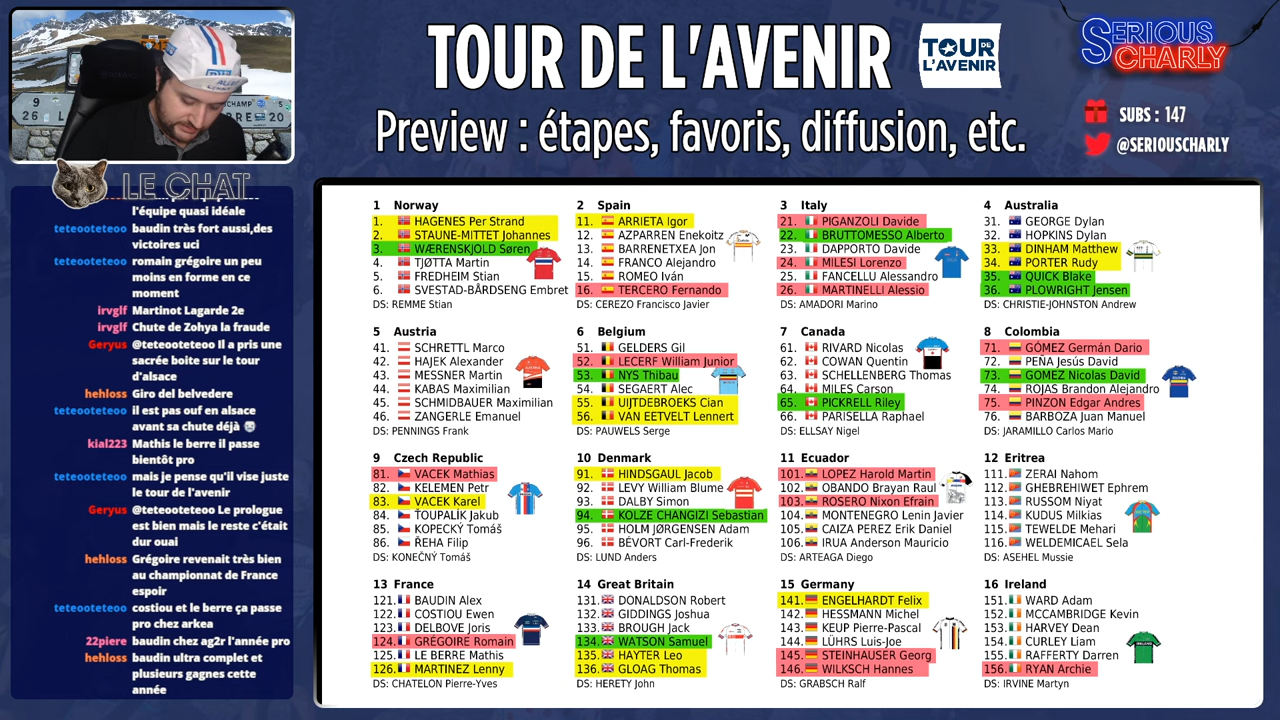 TOUR DE L'AVENIR
TOUR DE L'AVENIR
SERIOUS CHARLY
Preview : étapes, favoris, diffusion, etc.
SUBS : 147
@SERIOUSCHARLY
9
26
20
LE CHAT
l'équipe quasi idéale
teteooteteoo baudin très fort aussi,des
victoires uci
teteooteteoo romain grégoire un peu
moins en forme en ce
moment
irvglf Martinot Lagarde 2e
irvglf Chute de Zohya la fraude
Geryus @teteooteteoo Il a pris une
sacrée boite sur le tour
d'alsace
hehloss Giro del belvedere
teteooteteoo il est pas ouf en alsace
avant sa chute déjà
kial223 Mathis le berre il passe
bientôt pro
teteooteteoo mais je pense qu'il vise juste
le tour de l'avenir
Geryus @teteooteteoo Le prologue
est bien mais le reste c'était
dur ouai
hehloss Grégoire revenait très bien
au championnat de France
espoir
teteooteteoo costiou et le berre ça passe
pro chez arkea
22piere baudin chez ag2r l'année pro
hehloss baudin ultra complet et
plusieurs gagnes cette
année
1 Norway
1. HAGENES Per Strand
2. STAUNE-MITTET Johannes
3. WÆRENSKJOLD Søren
4. TJØTTA Martin
5. FREDHEIM Stian
6. SVESTAD-BÅRDSENG Embret
DS: REMME Stian
2 Spain
11. ARRIETA Igor
12. AZPARREN Enekoitz
13. BARRENETXEA Jon
14. FRANCO Alejandro
15. ROMEO Iván
16. TERCERO Fernando
DS: CEREZO Francisco Javier
3 Italy
21. PIGANZOLI Davide
22. BRUTTOMESSO Alberto
23. DAPPORTO Davide
24. MILESI Lorenzo
25. FANCELLU Alessandro
26. MARTINELLI Alessio
DS: AMADORI Marino
4 Australia
31. GEORGE Dylan
32. HOPKINS Dylan
33. DINHAM Matthew
34. PORTER Rudy
35. QUICK Blake
36. PLOWRIGHT Jensen
DS: CHRISTIE-JOHNSTON Andrew
5 Austria
41. SCHRETTL Marco
42. HAJEK Alexander
43. MESSNER Martin
44. KABAS Maximilian
45. SCHMIDBAUER Maximilian
46. ZANGERLE Emanuel
DS: PENNINGS Frank
6 Belgium
51. GELDERS Gil
52. LECERF William Junior
53. NYS Thibau
54. SEGAERT Alec
55. UIJTDEBROEKS Cian
56. VAN EETVELT Lennert
DS: PAUWELS Serge
7 Canada
61. RIVARD Nicolas
62. COWAN Quentin
63. SCHELLENBERG Thomas
64. MILES Carson
65. PICKRELL Riley
66. PARISELLA Raphael
DS: ELLSAY Nigel
8 Colombia
71. GÓMEZ Germán Dario
72. PEÑA Jesús David
73. GÓMEZ Nicolas David
74. ROJAS Brandon Alejandro
75. PINZON Edgar Andres
76. BARBOZA Juan Manuel
DS: JARAMILLO Carlos Mario
9 Czech Republic
81. VACEK Mathias
82. KELEMEN Petr
83. VACEK Karel
84. ŤOUPALÍK Jakub
85. KOPECKÝ Tomáš
86. ŘEHA Filip
DS: KONEČNÝ Tomáš
10 Denmark
91. HINDSGAUL Jacob
92. LEVY William Blume
93. DALBY Simon
94. KOLZE CHANGIZI Sebastian
95. HOLM JØRGENSEN Adam
96. BÉVORT Carl-Frederik
DS: LUND Anders
11 Ecuador
101. LOPEZ Harold Martin
102. OBANDO Brayan Raul
103. ROSERO Nixon Efrain
104. MONTENEGRO Lenin Javier
105. CAIZA PEREZ Erik Daniel
106. IRUA Anderson Mauricio
DS: ARTEAGA Diego
12 Eritrea
111. ZERAI Nahom
112. GHEBREHIWET Ephrem
113. RUSSOM Niyat
114. KUDUS Milkias
115. TEWELDE Mehari
116. WELDEMICAEL Sela
DS: ASEHEL Mussie
13 France
121. BAUDIN Alex
122. COSTIOU Ewen
123. DELBOVE Joris
124. GRÉGOIRE Romain
125. LE BERRE Mathis
126. MARTINEZ Lenny
DS: CHATELON Pierre-Yves
14 Great Britain
131. DONALDSON Robert
132. GIDDINGS Joshua
133. BROUGH Jack
134. WATSON Samuel
135. HAYTER Leo
136. GLOAG Thomas
DS: HERETY John
15 Germany
141. ENGELHARDT Felix
142. HESSMANN Michel
143. KEUP Pierre-Pascal
144. LÜHRS Luis-Joe
145. STEINHAUSER Georg
146. WILKSCH Hannes
DS: GRABSCH Ralf
16 Ireland
151. WARD Adam
152. MCCAMBRIDGE Kevin
153. HARVEY Dean
154. CURLEY Liam
155. RAFFERTY Darren
156. RYAN Archie
DS: IRVINE Martyn